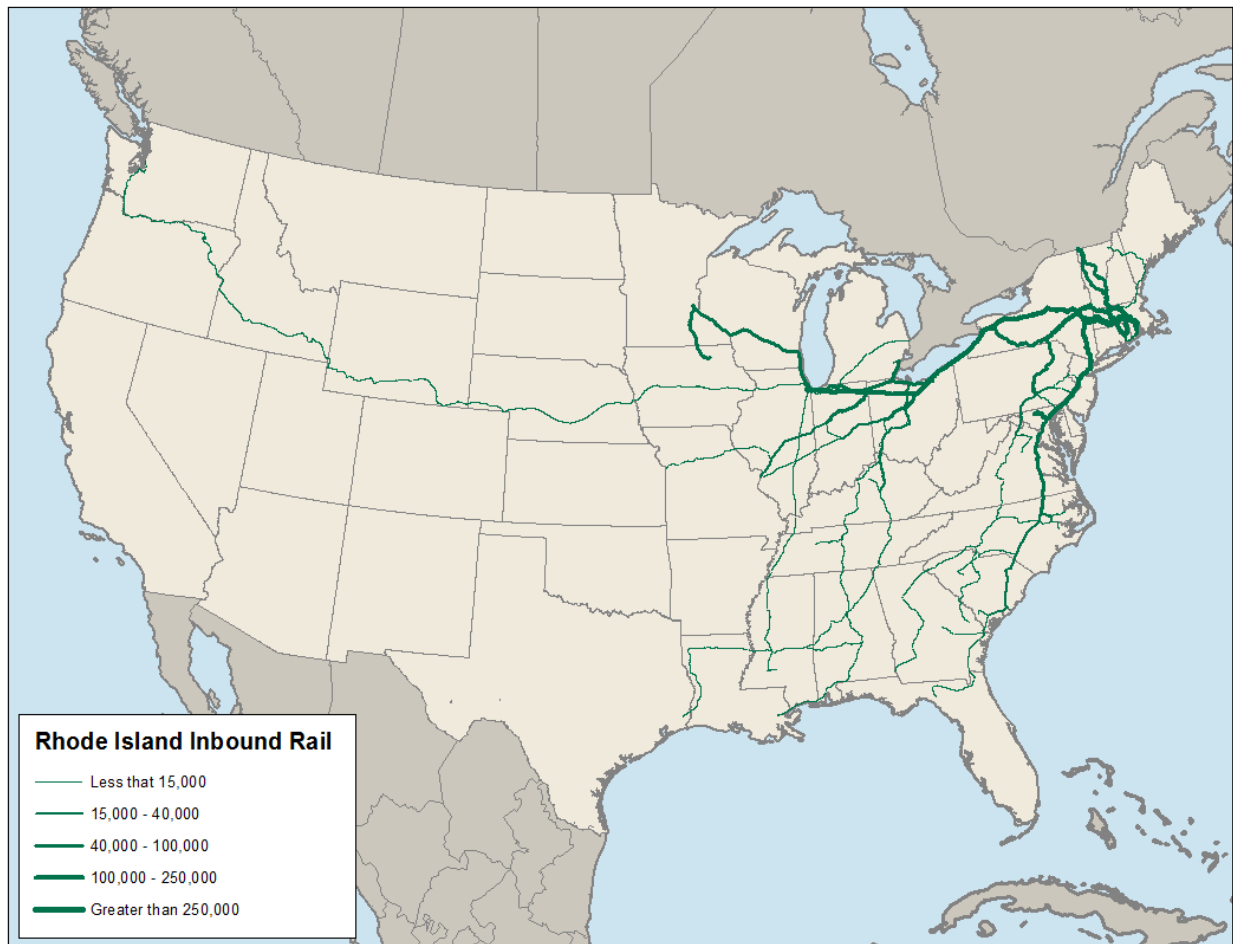 Rhode Island Inbound Rail
Less that 15,000
15,000 - 40,000
40,000 - 100,000
100,000 - 250,000
Greater than 250,000